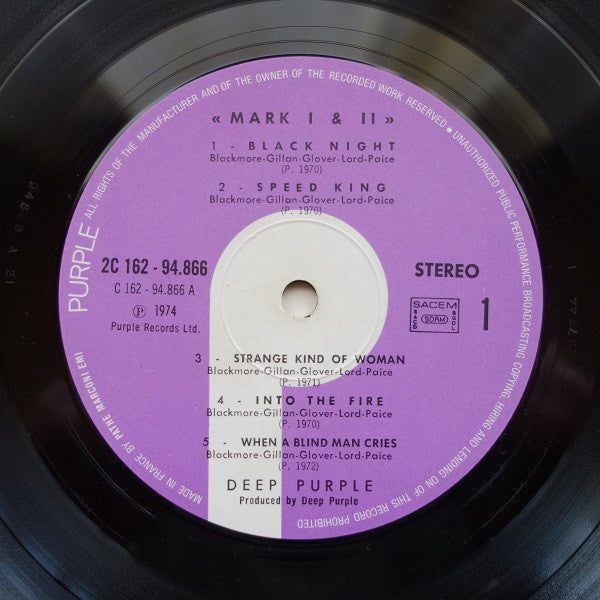 PURPLE ALL RIGHTS OF THE MANUFACTURER AND OF THE OWNER OF THE RECORDED WORK RESERVED • UNAUTHORIZED PUBLIC PERFORMANCE BROADCASTING COPYING, HIRING AND LENDING ON OF THIS RECORD PROHIBITED
« MARK I & II »
1 - BLACK NIGHT
Blackmore-Gillan-Glover-Lord-Paice
(P. 1970)
2 - SPEED KING
Blackmore-Gillan-Glover-Lord-Paice
(P. 1970)
2C 162 - 94.866
C 162 - 94.866 A
Ⓟ 1974
Purple Records Ltd.
STEREO
SACEM
SDRM
1
3 - STRANGE KIND OF WOMAN
Blackmore-Gillan-Glover-Lord-Paice
(P. 1971)
4 - INTO THE FIRE
Blackmore-Gillan-Glover-Lord-Paice
(P. 1970)
5 - WHEN A BLIND MAN CRIES
Blackmore-Gillan-Glover-Lord-Paice
(P. 1972)
DEEP PURPLE
Produced by Deep Purple
MADE IN FRANCE BY PATHE MARCONI EMI